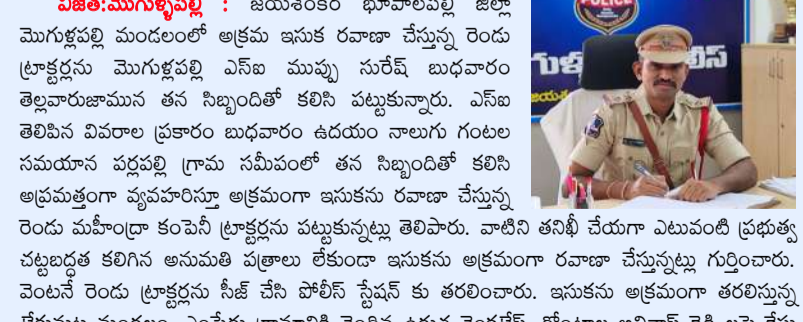 విజేత:మొగుళ్ళపల్లి : జయశంకర్ భూపాలపల్లి జిల్లా
మొగుళ్లపల్లి మండలంలో అక్రమ ఇసుక రవాణా చేస్తున్న రెండు
ట్రాక్టర్లను మొగుళ్లపల్లి ఎస్ఐ ముప్పు సురేష్ బుధవారం
తెల్లవారుజామున తన సిబ్బందితో కలిసి పట్టుకున్నారు. ఎస్ఐ
తెలిపిన వివరాల ప్రకారం బుధవారం ఉదయం నాలుగు గంటల
సమయాన పర్లపల్లి గ్రామ సమీపంలో తన సిబ్బందితో కలిసి
అప్రమత్తంగా వ్యవహరిస్తూ అక్రమంగా ఇసుకను రవాణా చేస్తున్న
రెండు మహీంద్రా కంపెనీ ట్రాక్టర్లను పట్టుకున్నట్లు తెలిపారు. వాటిని తనిఖీ చేయగా ఎటువంటి ప్రభుత్వ
చట్టబద్ధత కలిగిన అనుమతి పత్రాలు లేకుండా ఇసుకను అక్రమంగా రవాణా చేస్తున్నట్లు గుర్తించారు.
వెంటనే రెండు ట్రాక్టర్లను సీజ్ చేసి పోలీస్ స్టేషన్ కు తరలించారు. ఇసుకను అక్రమంగా తరలిస్తున్న
POLICE